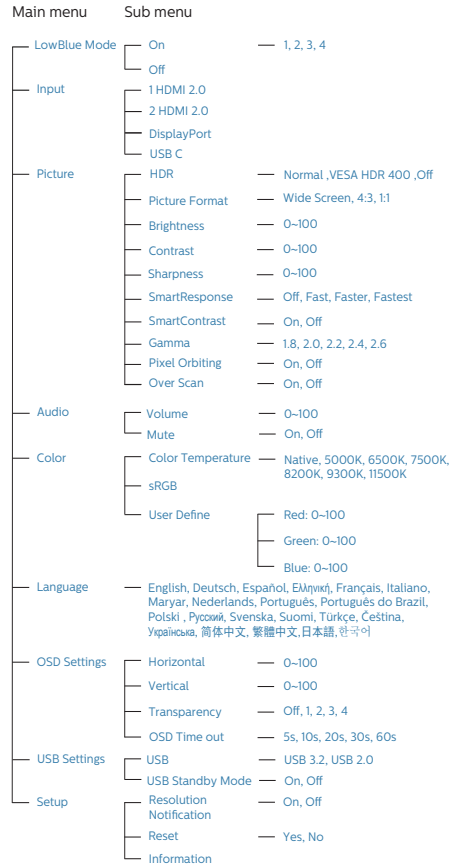 Main menu Sub menu
LowBlue Mode On 1, 2, 3, 4
Off
Input 1 HDMI 2.0
2 HDMI 2.0
DisplayPort
USB C
Picture HDR Normal ,VESA HDR 400 ,Off
Picture Format Wide Screen, 4:3, 1:1
Brightness 0~100
Contrast 0~100
Sharpness 0~100
SmartResponse Off, Fast, Faster, Fastest
SmartContrast On, Off
Gamma 1.8, 2.0, 2.2, 2.4, 2.6
Pixel Orbiting On, Off
Over Scan On, Off
Audio Volume 0~100
Mute On, Off
Color Color Temperature Native, 5000K, 6500K, 7500K,
8200K, 9300K, 11500K
sRGB
User Define Red: 0~100
Green: 0~100
Blue: 0~100
Language English, Deutsch, Español, Ελληνική, Français, Italiano,
Maryar, Nederlands, Português, Português do Brazil,
Polski , Русский, Svenska, Suomi, Türkçe, Čeština,
Українська, 简体中文, 繁體中文,日本語,한국어
OSD Settings Horizontal 0~100
Vertical 0~100
Transparency Off, 1, 2, 3, 4
OSD Time out 5s, 10s, 20s, 30s, 60s
USB Settings USB USB 3.2, USB 2.0
USB Standby Mode On, Off
Setup Resolution On, Off
Notification
Reset Yes, No
Information